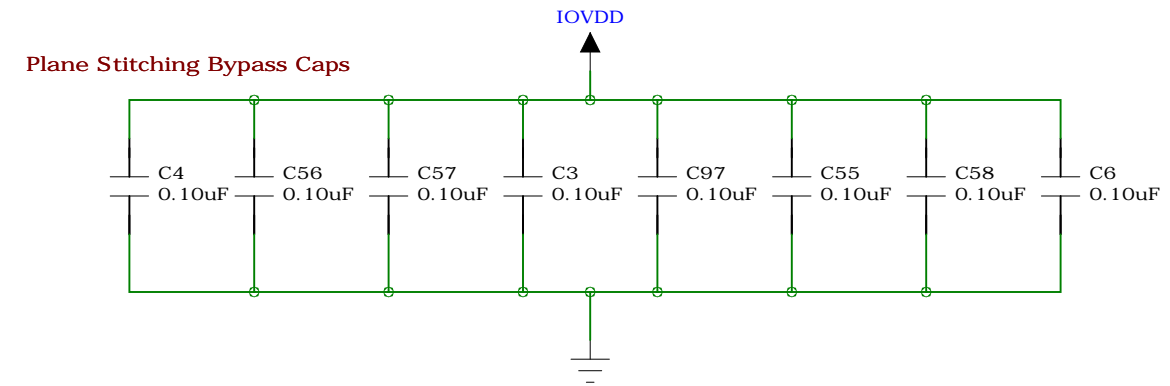 IOVDD
Plane Stitching Bypass Caps
C4
0.10uF
C56
0.10uF
C57
0.10uF
C3
0.10uF
C97
0.10uF
C55
0.10uF
C58
0.10uF
C6
0.10uF